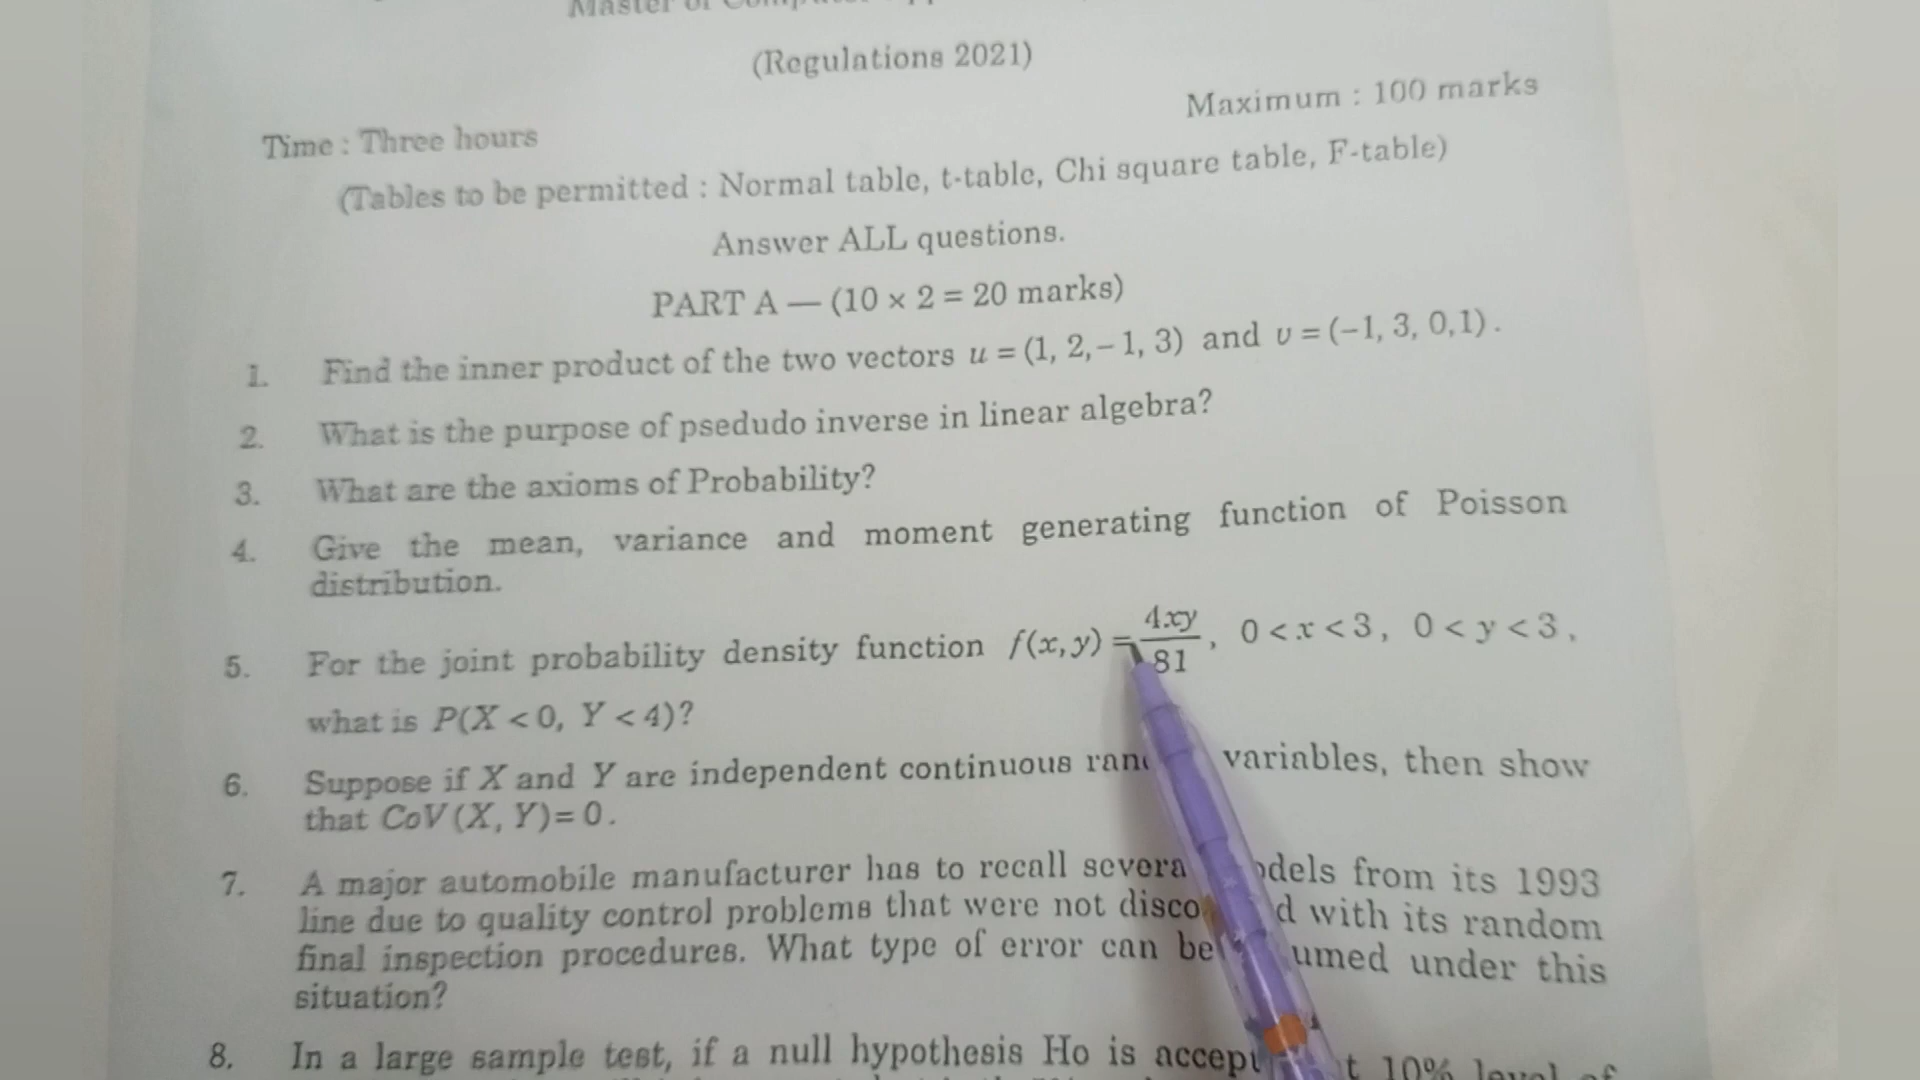 Master of
(Regulations 2021)
Maximum : 100 marks
Time : Three hours
(Tables to be permitted : Normal table, t-table, Chi square table, F-table)
Answer ALL questions.
PART A — (10 × 2 = 20 marks)
1. Find the inner product of the two vectors u = (1, 2, – 1, 3) and v = (–1, 3, 0,1).
2. What is the purpose of psedudo inverse in linear algebra?
3. What are the axioms of Probability?
4. Give the mean, variance and moment generating function of Poisson
distribution.
5. For the joint probability density function f(x, y) = 4xy/81, 0 < x < 3, 0 < y < 3,
what is P(X < 0, Y < 4)?
6. Suppose if X and Y are independent continuous variables, then show
that CoV (X, Y) = 0.
7. A major automobile manufacturer has to recall from its 1993
line due to quality control problems that were not with its random
final inspection procedures. What type of error can be under this
situation?
8. In a large sample test, if a null hypothesis Ho is 10% level of